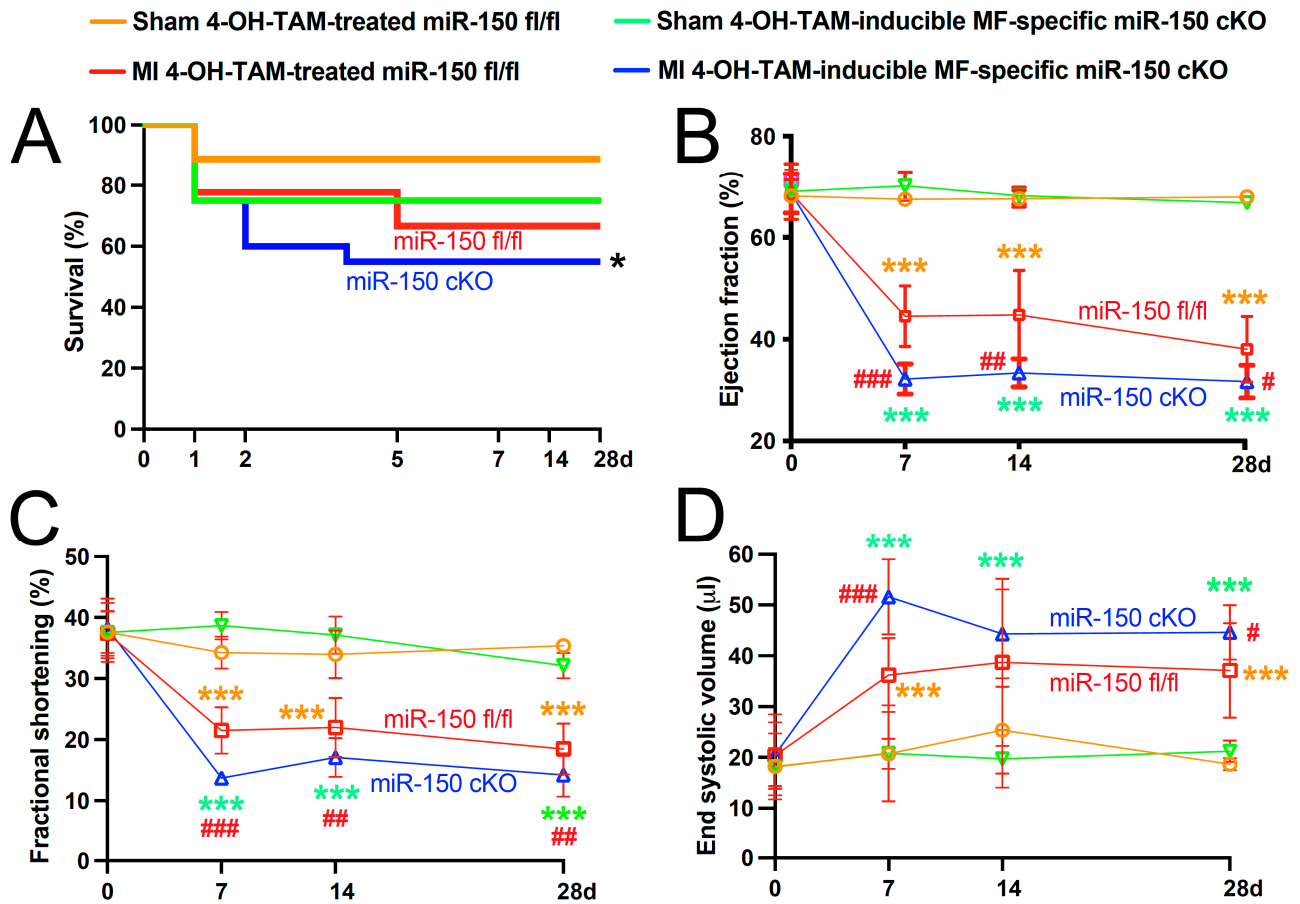 Sham 4-OH-TAM-treated miR-150 fl/fl
Sham 4-OH-TAM-inducible MF-specific miR-150 cKO
MI 4-OH-TAM-treated miR-150 fl/fl
MI 4-OH-TAM-inducible MF-specific miR-150 cKO
A
Survival (%)
100
80
60
40
20
0
miR-150 fl/fl
miR-150 cKO
*
0 1 2 5 7 14 28d
B
Ejection fraction (%)
80
60
40
20
*** *** ***
miR-150 fl/fl
### ## #
miR-150 cKO
*** *** ***
0 7 14 28d
C
Fractional shortening (%)
50
40
30
20
10
0
*** *** ***
miR-150 fl/fl
miR-150 cKO
*** *** ***
### ## ##
0 7 14 28d
D
End systolic volume (µl)
60
50
40
30
20
10
0
*** *** ***
###
miR-150 cKO
#
miR-150 fl/fl
*** ***
0 7 14 28d